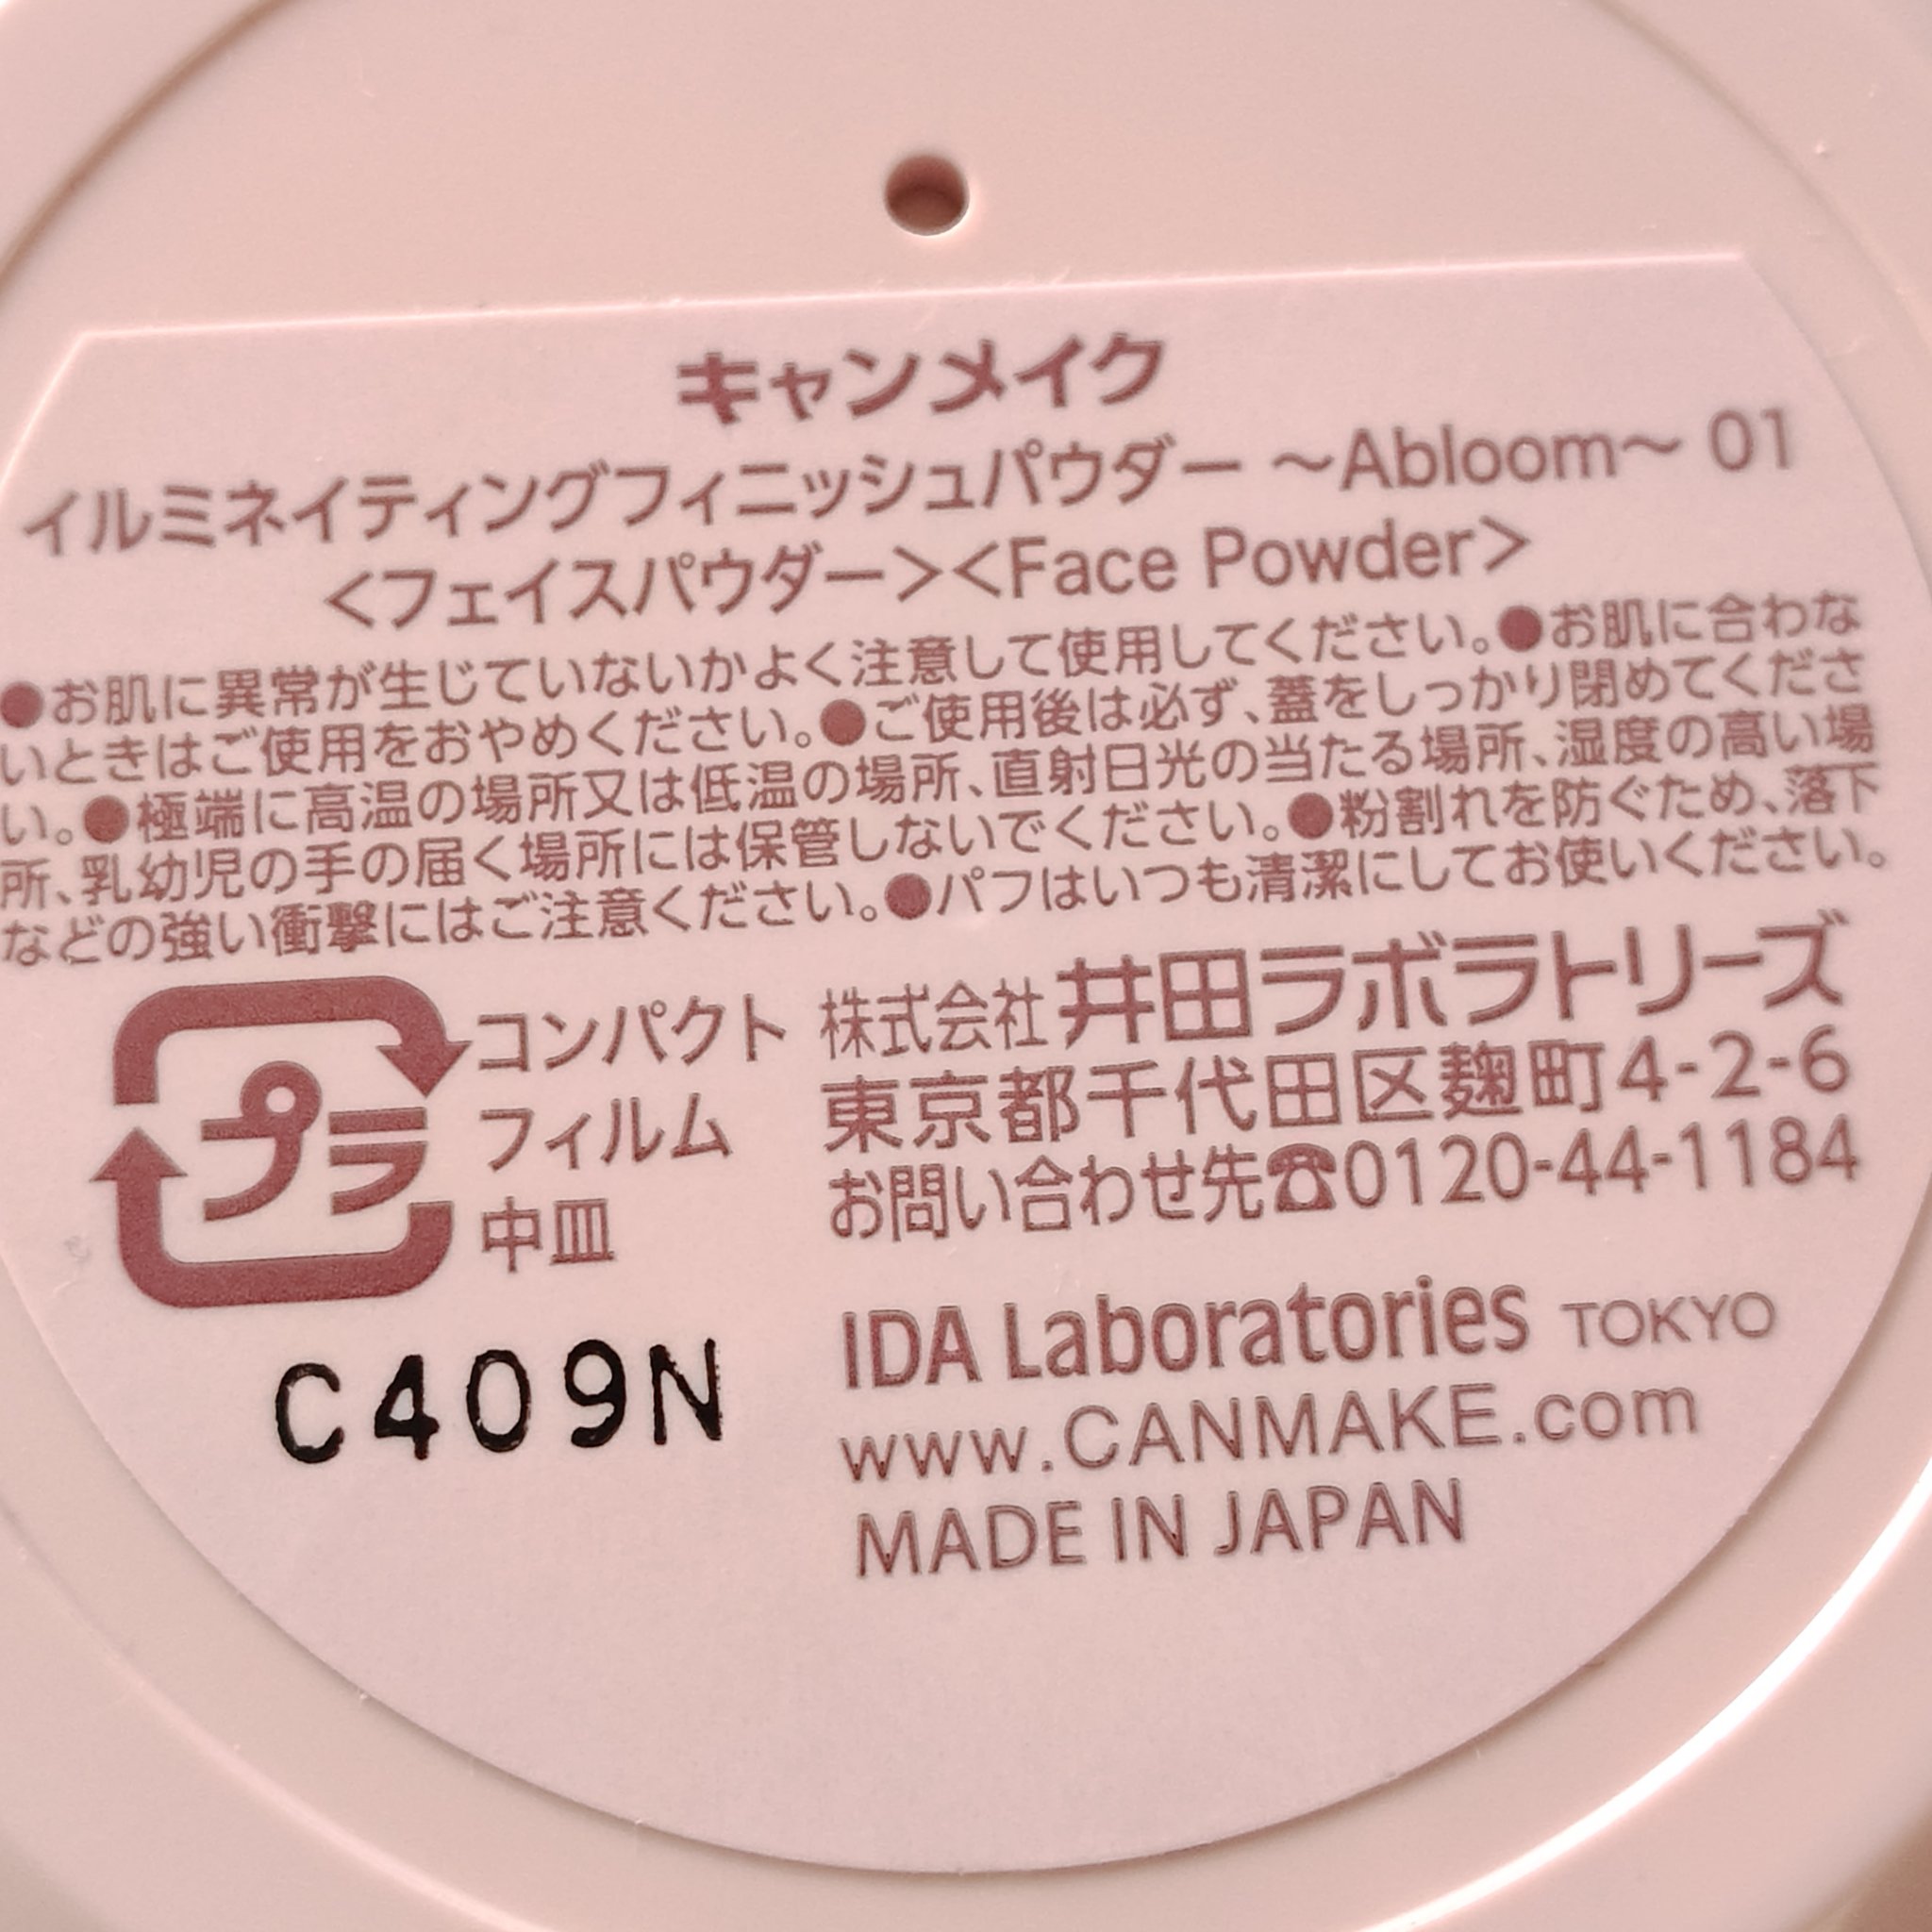 キャンメイク
イルミネイティングフィニッシュパウダー ～Abloom～ 01
<フェイスパウダー><Face Powder>
●お肌に異常が生じていないかよく注意して使用してください。●お肌に合わな
いときはご使用をおやめください。●ご使用後は必ず、蓋をしっかり閉めてくださ
い。●極端に高温の場所又は低温の場所、直射日光の当たる場所、湿度の高い場
所、乳幼児の手の届く場所には保管しないでください。●粉割れを防ぐため、落下
などの強い衝撃にはご注意ください。●パフはいつも清潔にしてお使いください。
プラ
コンパクト
フィルム
中皿
株式会社井田ラボラトリーズ
東京都千代田区麹町4-2-6
お問い合わせ先☎0120-44-1184
C409N
IDA Laboratories TOKYO
www.CANMAKE.com
MADE IN JAPAN